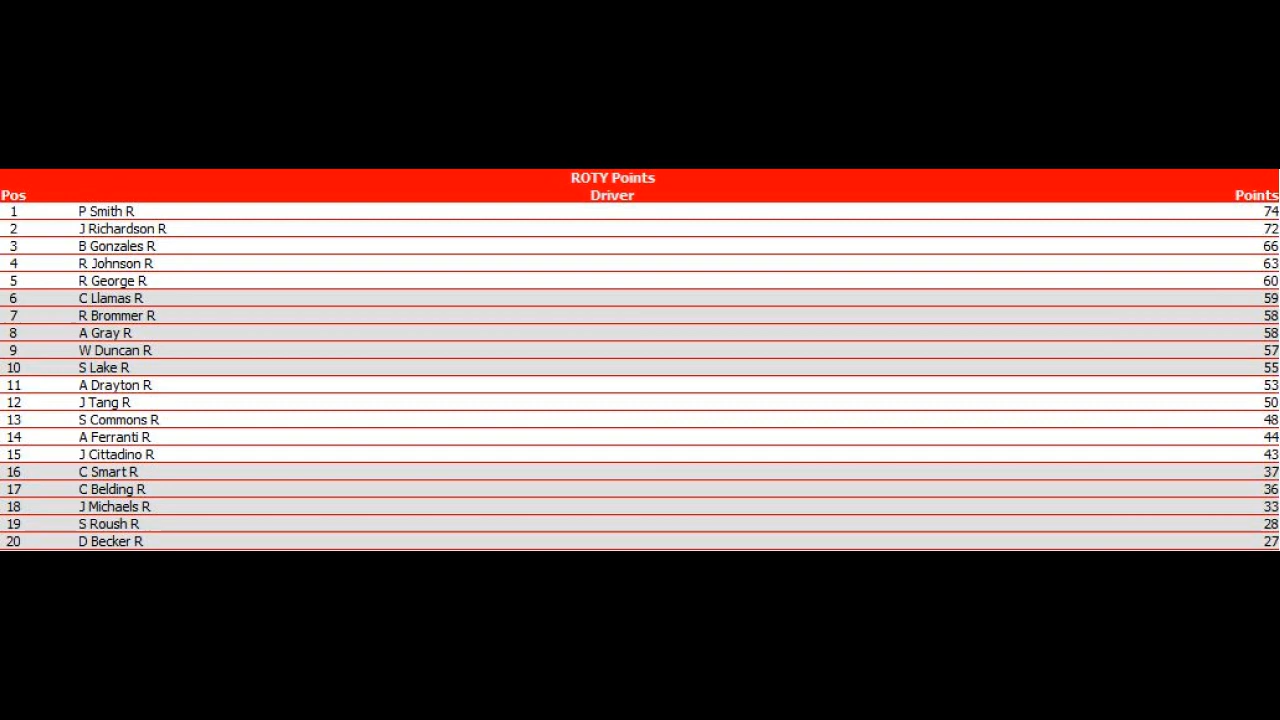 ROTY Points
Pos Driver Points
1 P Smith R 74
2 J Richardson R 72
3 B Gonzales R 66
4 R Johnson R 63
5 R George R 60
6 C Llamas R 59
7 R Brommer R 58
8 A Gray R 58
9 W Duncan R 57
10 S Lake R 55
11 A Drayton R 53
12 J Tang R 50
13 S Commons R 48
14 A Ferranti R 44
15 J Cittadino R 43
16 C Smart R 37
17 C Belding R 36
18 J Michaels R 33
19 S Roush R 28
20 D Becker R 27